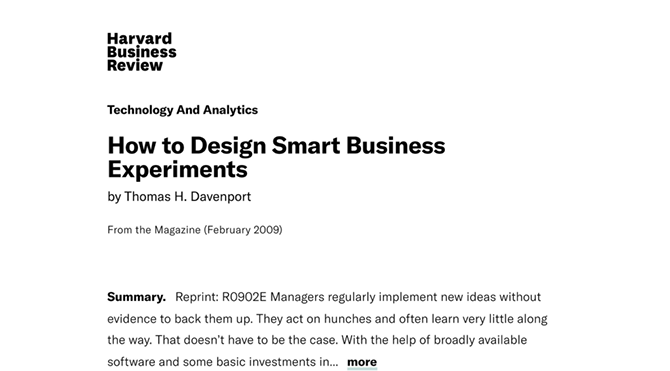 Harvard
Business
Review
Technology And Analytics
How to Design Smart Business
Experiments
by Thomas H. Davenport
From the Magazine (February 2009)
Summary. Reprint: R0902E Managers regularly implement new ideas without
evidence to back them up. They act on hunches and often learn very little along
the way. That doesn't have to be the case. With the help of broadly available
software and some basic investments in... more